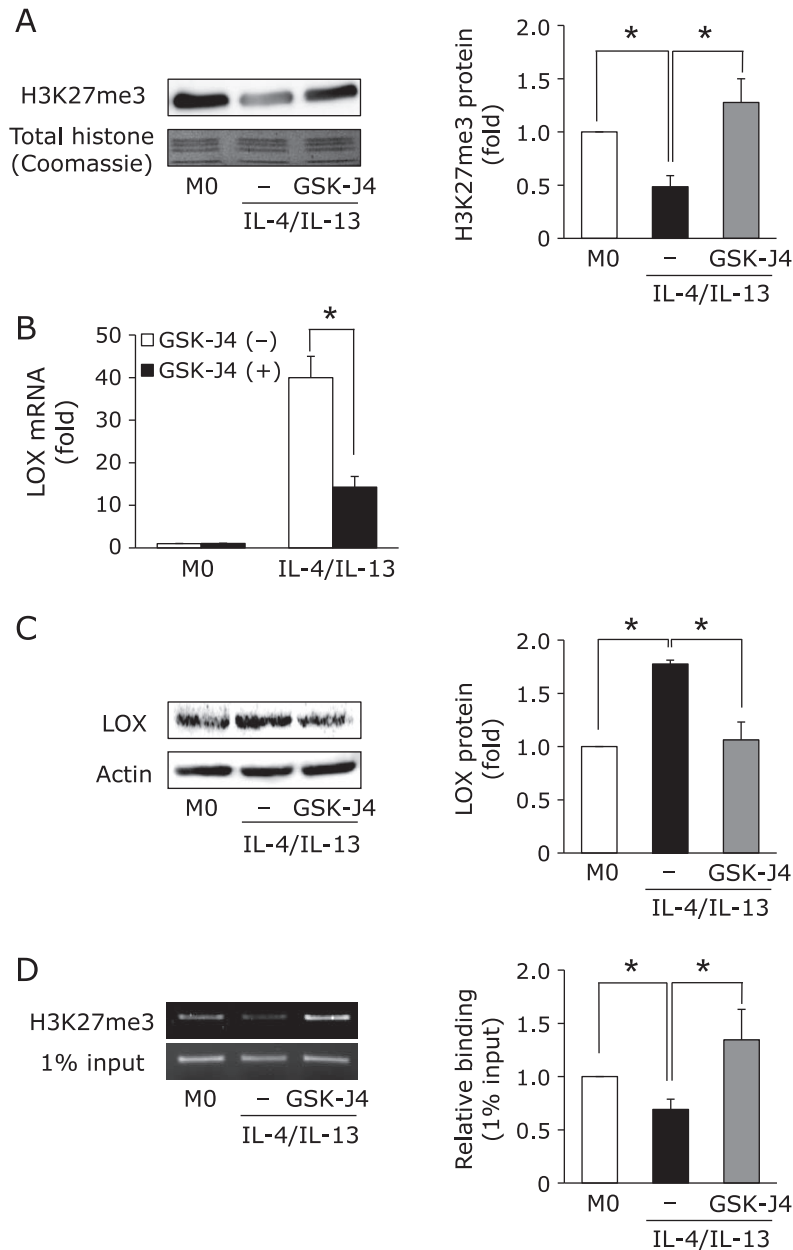 A
H3K27me3
Total histone
(Coomassie)
M0
–
GSK-J4
IL-4/IL-13
H3K27me3 protein
(fold)
2.0
1.5
1.0
0.5
0
*
*
M0
–
GSK-J4
IL-4/IL-13
B
LOX mRNA
(fold)
50
40
30
20
10
0
GSK-J4 (–)
GSK-J4 (+)
*
M0
IL-4/IL-13
C
LOX
Actin
M0
–
GSK-J4
IL-4/IL-13
LOX protein
(fold)
2.0
1.5
1.0
0.5
0
*
*
M0
–
GSK-J4
IL-4/IL-13
D
H3K27me3
1% input
M0
–
GSK-J4
IL-4/IL-13
Relative binding
(1% input)
2.0
1.5
1.0
0.5
0
*
*
M0
–
GSK-J4
IL-4/IL-13